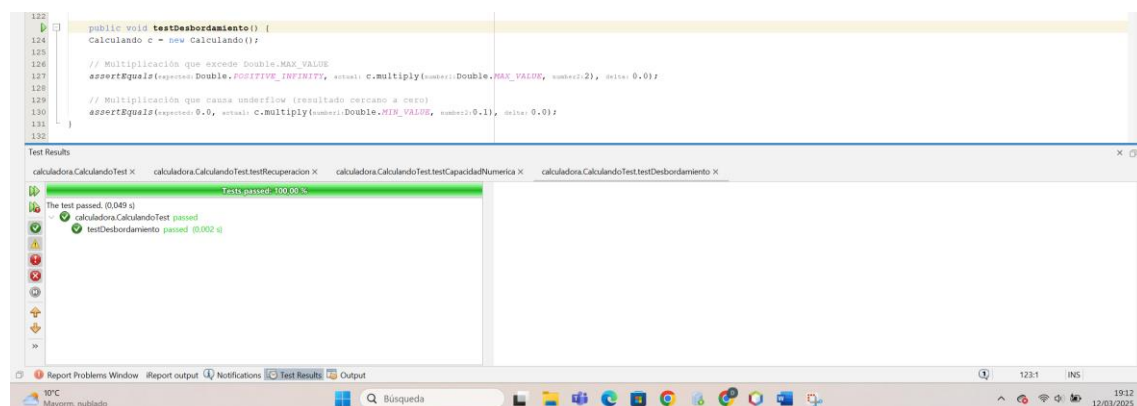 122
public void testDesbordamiento() {
124 Calculando c = new Calculando();
125
126 // Multiplicación que excede Double.MAX_VALUE
127 assertEquals(expected:Double.POSITIVE_INFINITY, actual: c.multiply(number1:Double.MAX_VALUE, number2:2), delta: 0.0);
128
129 // Multiplicación que causa underflow (resultado cercano a cero)
130 assertEquals(expected:0.0, actual: c.multiply(number1:Double.MIN_VALUE, number2:0.1), delta: 0.0);
131 }
132
Test Results
calculadora.CalculandoTest × calculadora.CalculandoTest.testRecuperacion × calculadora.CalculandoTest.testCapacidadNumerica × calculadora.CalculandoTest.testDesbordamiento ×
Tests passed: 100,00 %
The test passed. (0,049 s)
calculadora.CalculandoTest passed
testDesbordamiento passed (0,002 s)
»
Report Problems Window iReport output Notifications Test Results Output 123:1 INS
10°C Búsqueda 19:12
Mayorm. nublado 12/03/2025